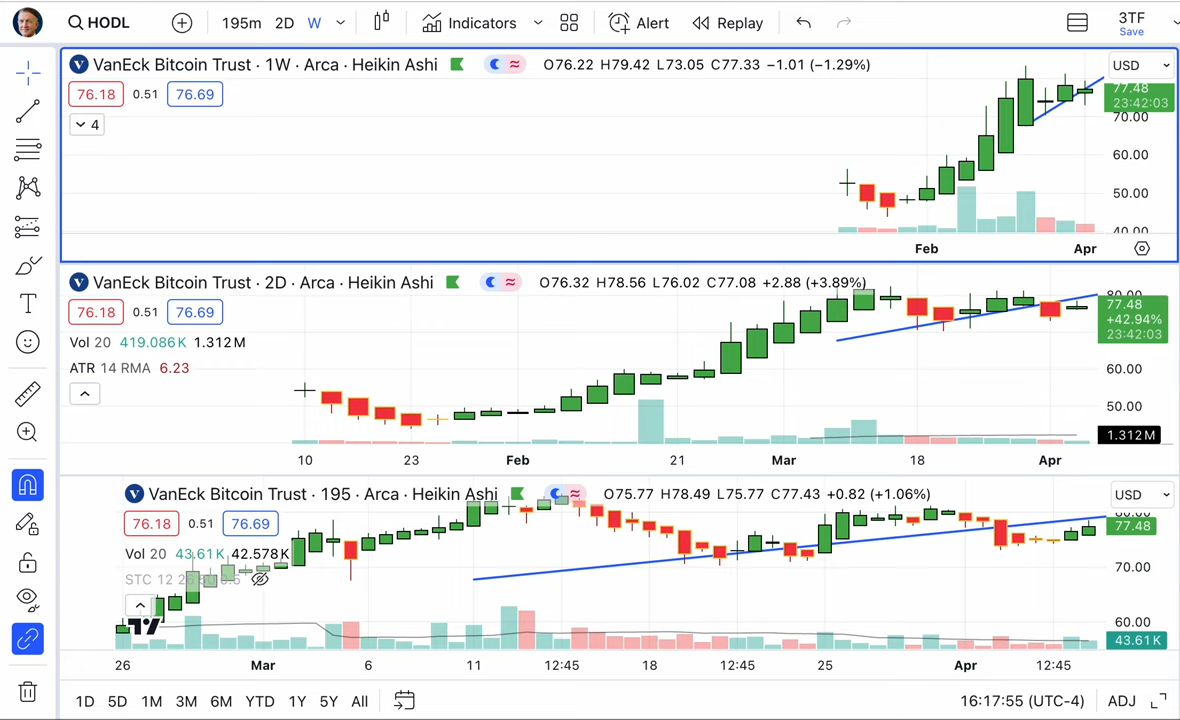 HODL 195m 2D W Indicators Alert Replay 3TF
Save
VanEck Bitcoin Trust · 1W · Arca · Heikin Ashi O76.22 H79.42 L73.05 C77.33 −1.01 (−1.29%) USD
76.18 0.51 76.69 77.48
23:42:03
4 70.00
60.00
50.00
40.00
Feb Apr
VanEck Bitcoin Trust · 2D · Arca · Heikin Ashi O76.32 H78.56 L76.02 C77.08 +2.88 (+3.89%) 80.00
76.18 0.51 76.69 77.48
+42.94%
23:42:03
Vol 20 419.086K 1.312M
ATR 14 RMA 6.23 60.00
50.00
1.312M
10 23 Feb 21 Mar 18 Apr
VanEck Bitcoin Trust · 195 · Arca · Heikin Ashi O75.77 H78.49 L75.77 C77.43 +0.82 (+1.06%) USD
80.00
76.18 0.51 76.69 77.48
Vol 20 43.61K 42.578K
70.00
STC 12 26 50 0.5
60.00
43.61K
26 Mar 6 11 12:45 18 12:45 25 Apr 12:45
1D 5D 1M 3M 6M YTD 1Y 5Y All 16:17:55 (UTC-4) ADJ